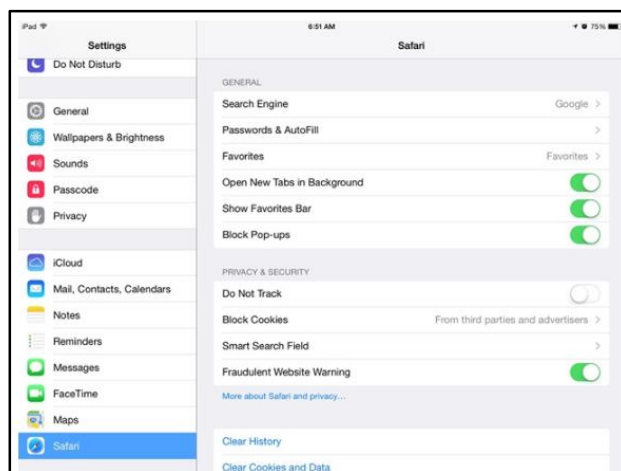 iPad
6:51 AM
75%
Settings
Safari
Do Not Disturb
General
Wallpapers & Brightness
Sounds
Passcode
Privacy
iCloud
Mail, Contacts, Calendars
Notes
Reminders
Messages
FaceTime
Maps
Safari
GENERAL
Search Engine Google
Passwords & AutoFill
Favorites Favorites
Open New Tabs in Background
Show Favorites Bar
Block Pop-ups
PRIVACY & SECURITY
Do Not Track
Block Cookies From third parties and advertisers
Smart Search Field
Fraudulent Website Warning
More about Safari and privacy...
Clear History
Clear Cookies and Data